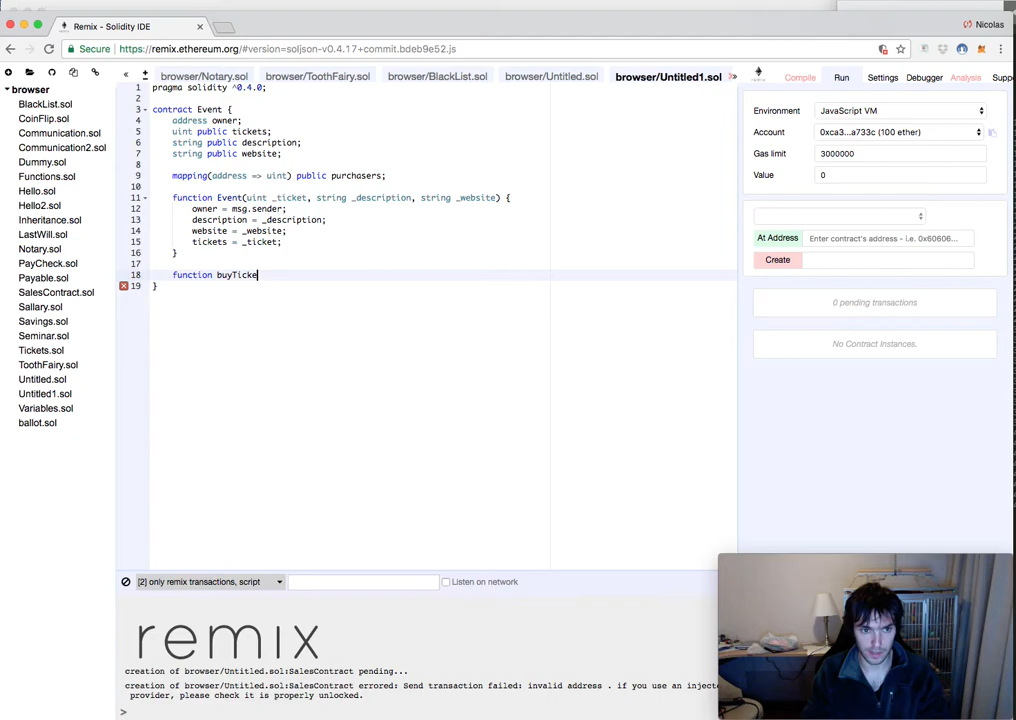 Remix - Solidity IDE
Nicolas
Secure https://remix.ethereum.org/#version=soljson-v0.4.17+commit.bdeb9e52.js
browser/Notary.sol browser/ToothFairy.sol browser/BlackList.sol browser/Untitled.sol browser/Untitled1.sol
Compile Run Settings Debugger Analysis Suppo
browser
BlackList.sol
CoinFlip.sol
Communication.sol
Communication2.sol
Dummy.sol
Functions.sol
Hello.sol
Hello2.sol
Inheritance.sol
LastWill.sol
Notary.sol
PayCheck.sol
Payable.sol
SalesContract.sol
Sallary.sol
Savings.sol
Seminar.sol
Tickets.sol
ToothFairy.sol
Untitled.sol
Untitled1.sol
Variables.sol
ballot.sol
1 pragma solidity ^0.4.0;
2
3 contract Event {
4 address owner;
5 uint public tickets;
6 string public description;
7 string public website;
8
9 mapping(address => uint) public purchasers;
10
11 function Event(uint _ticket, string _description, string _website) {
12 owner = msg.sender;
13 description = _description;
14 website = _website;
15 tickets = _ticket;
16 }
17
18 function buyTicke
19 }
Environment JavaScript VM
Account 0xca3...a733c (100 ether)
Gas limit 3000000
Value 0
At Address Enter contract's address - i.e. 0x60606...
Create
0 pending transactions
No Contract Instances.
[2] only remix transactions, script Listen on network
remix
creation of browser/Untitled.sol:SalesContract pending...
creation of browser/Untitled.sol:SalesContract errored: Send transaction failed: invalid address . if you use an injecte
provider, please check it is properly unlocked.
>